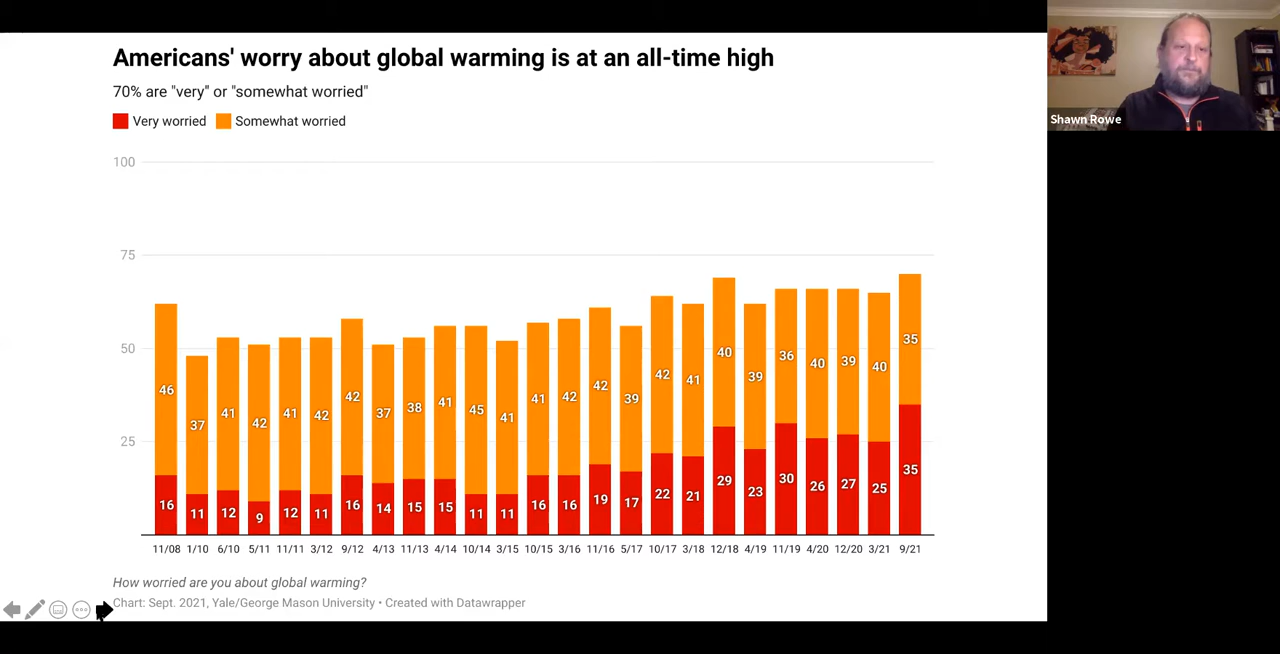 Americans' worry about global warming is at an all-time high
70% are "very" or "somewhat worried"
Very worried Somewhat worried
100
75
50
25
46 37 41 42 41 42 42 37 38 41 45 41 41 42 42 39 42 41 40 39 36 40 39 40 35
16 11 12 9 12 11 16 14 15 15 11 11 16 16 19 17 22 21 29 23 30 26 27 25 35
11/08 1/10 6/10 5/11 11/11 3/12 9/12 4/13 11/13 4/14 10/14 3/15 10/15 3/16 11/16 5/17 10/17 3/18 12/18 4/19 11/19 4/20 12/20 3/21 9/21
How worried are you about global warming?
Chart: Sept. 2021, Yale/George Mason University • Created with Datawrapper
Shawn Rowe